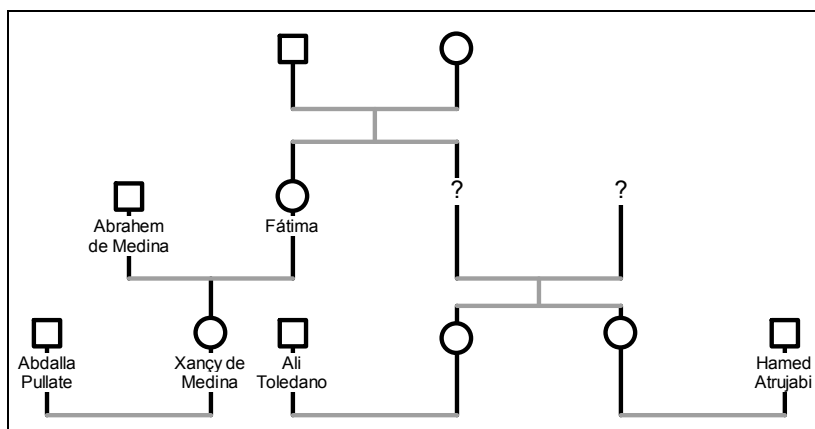 ? ?
Abrahem
de Medina
Fátima
Abdalla
Pullate
Xançy de
Medina
Ali
Toledano
Hamed
Atrujabi